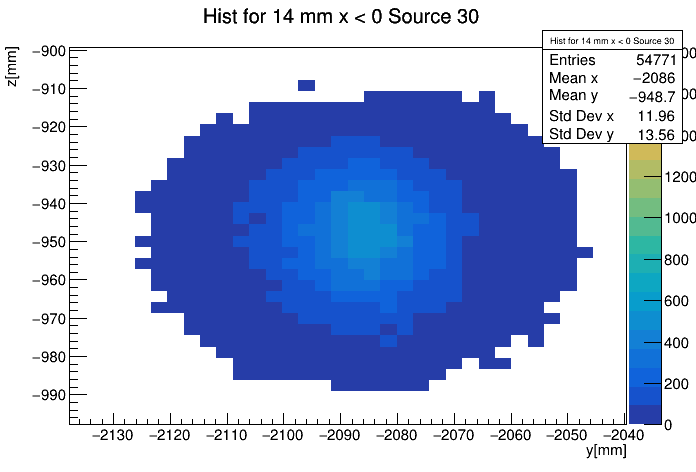 Hist for 14 mm x < 0 Source 30
z[mm]
−900
−910
−920
−930
−940
−950
−960
−970
−980
−990
Hist for 14 mm x < 0 Source 30
Entries 54771
Mean x −2086
Mean y −948.7
Std Dev x 11.96
Std Dev y 13.56
1200
1000
800
600
400
200
0
−2130 −2120 −2110 −2100 −2090 −2080 −2070 −2060 −2050 −2040
y[mm]